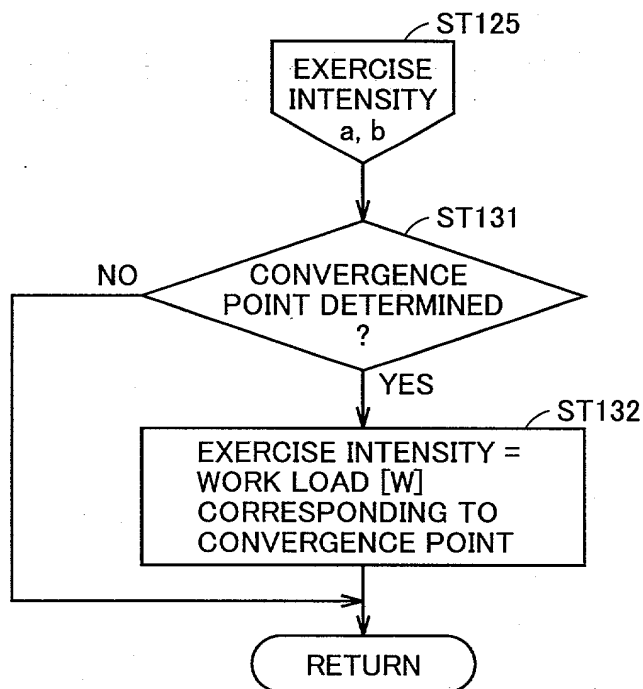 ST125
EXERCISE
INTENSITY
a, b
ST131
NO
CONVERGENCE
POINT DETERMINED
?
YES
ST132
EXERCISE INTENSITY =
WORK LOAD [W]
CORRESPONDING TO
CONVERGENCE POINT
RETURN